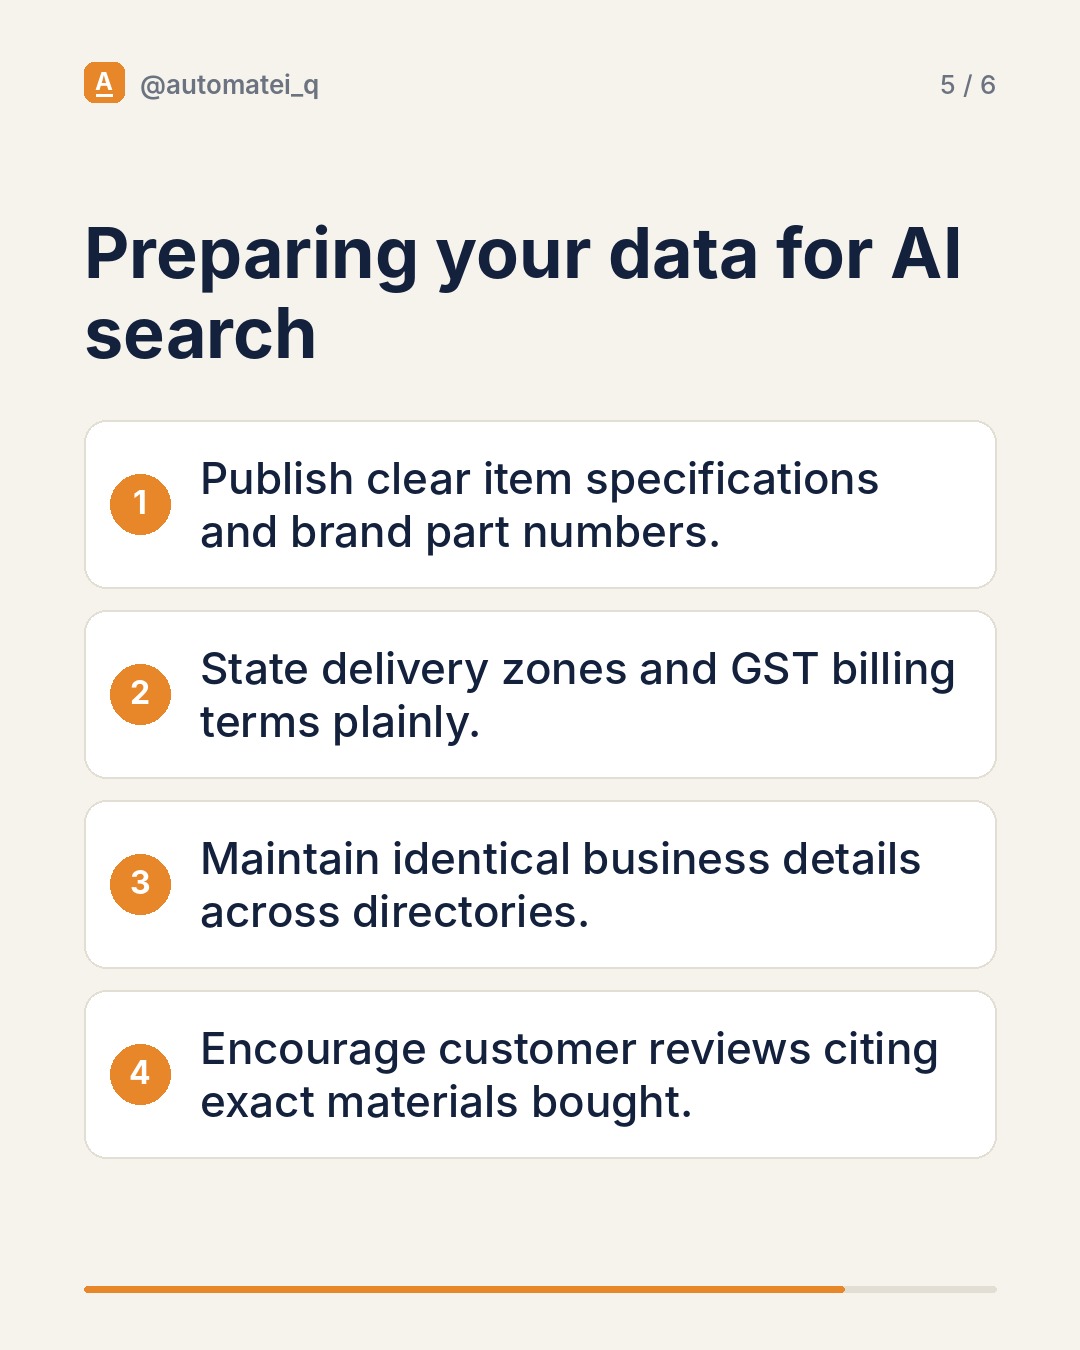 A @automatei_q 5 / 6
Preparing your data for AI
search
1 Publish clear item specifications
and brand part numbers.
2 State delivery zones and GST billing
terms plainly.
3 Maintain identical business details
across directories.
4 Encourage customer reviews citing
exact materials bought.